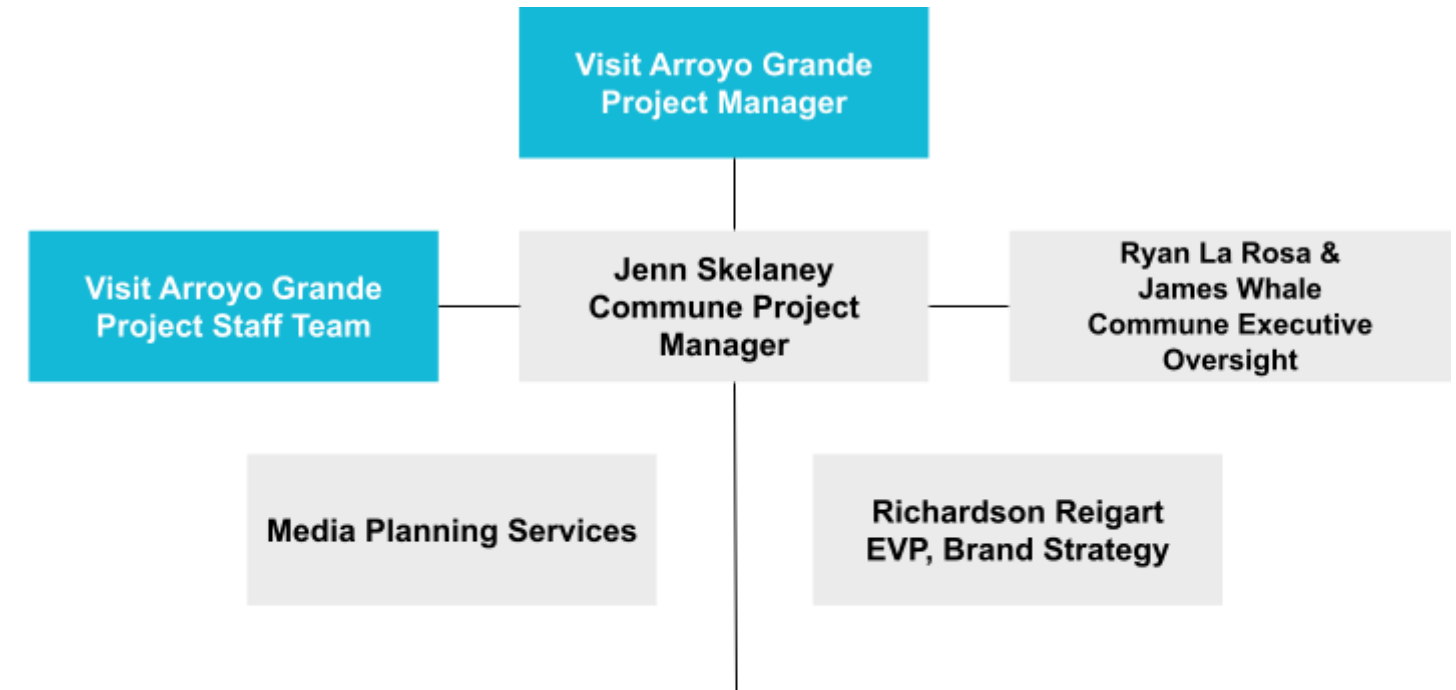 Visit Arroyo Grande
Project Manager
Visit Arroyo Grande
Project Staff Team
Jenn Skelaney
Commune Project
Manager
Ryan La Rosa &
James Whale
Commune Executive
Oversight
Media Planning Services
Richardson Reigart
EVP, Brand Strategy